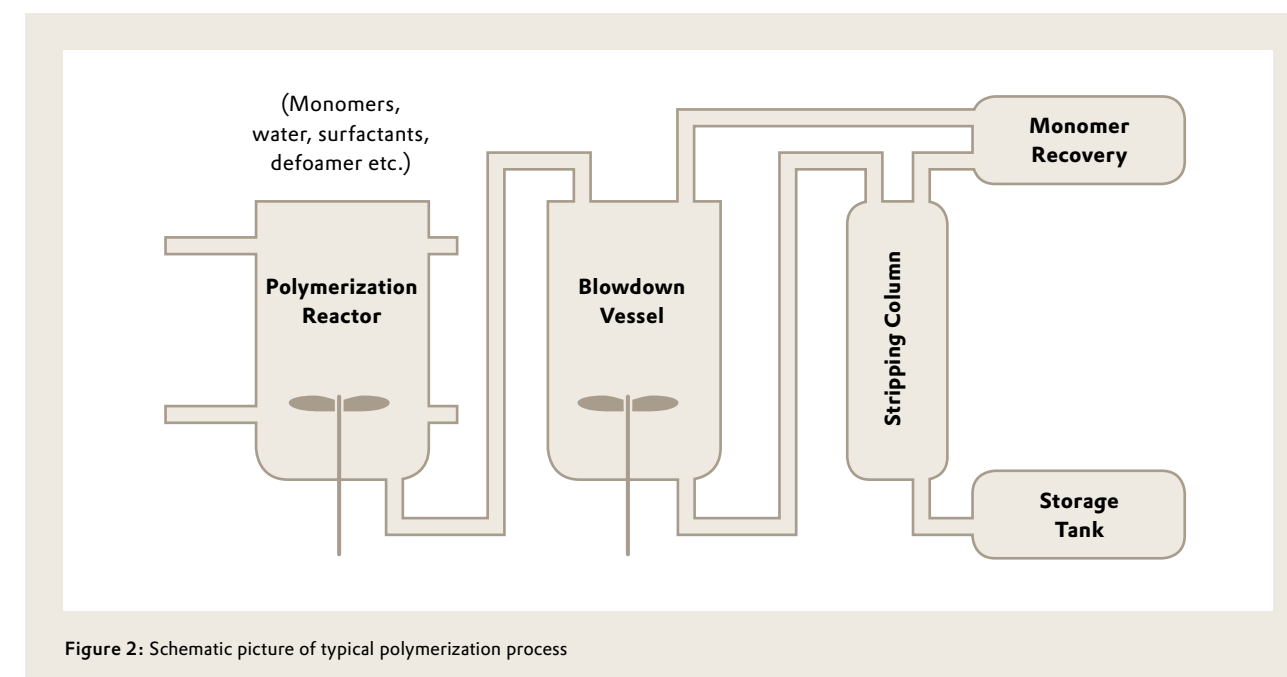 (Monomers,
water, surfactants,
defoamer etc.)
Polymerization
Reactor
Blowdown
Vessel
Stripping Column
Monomer
Recovery
Storage
Tank
Figure 2: Schematic picture of typical polymerization process